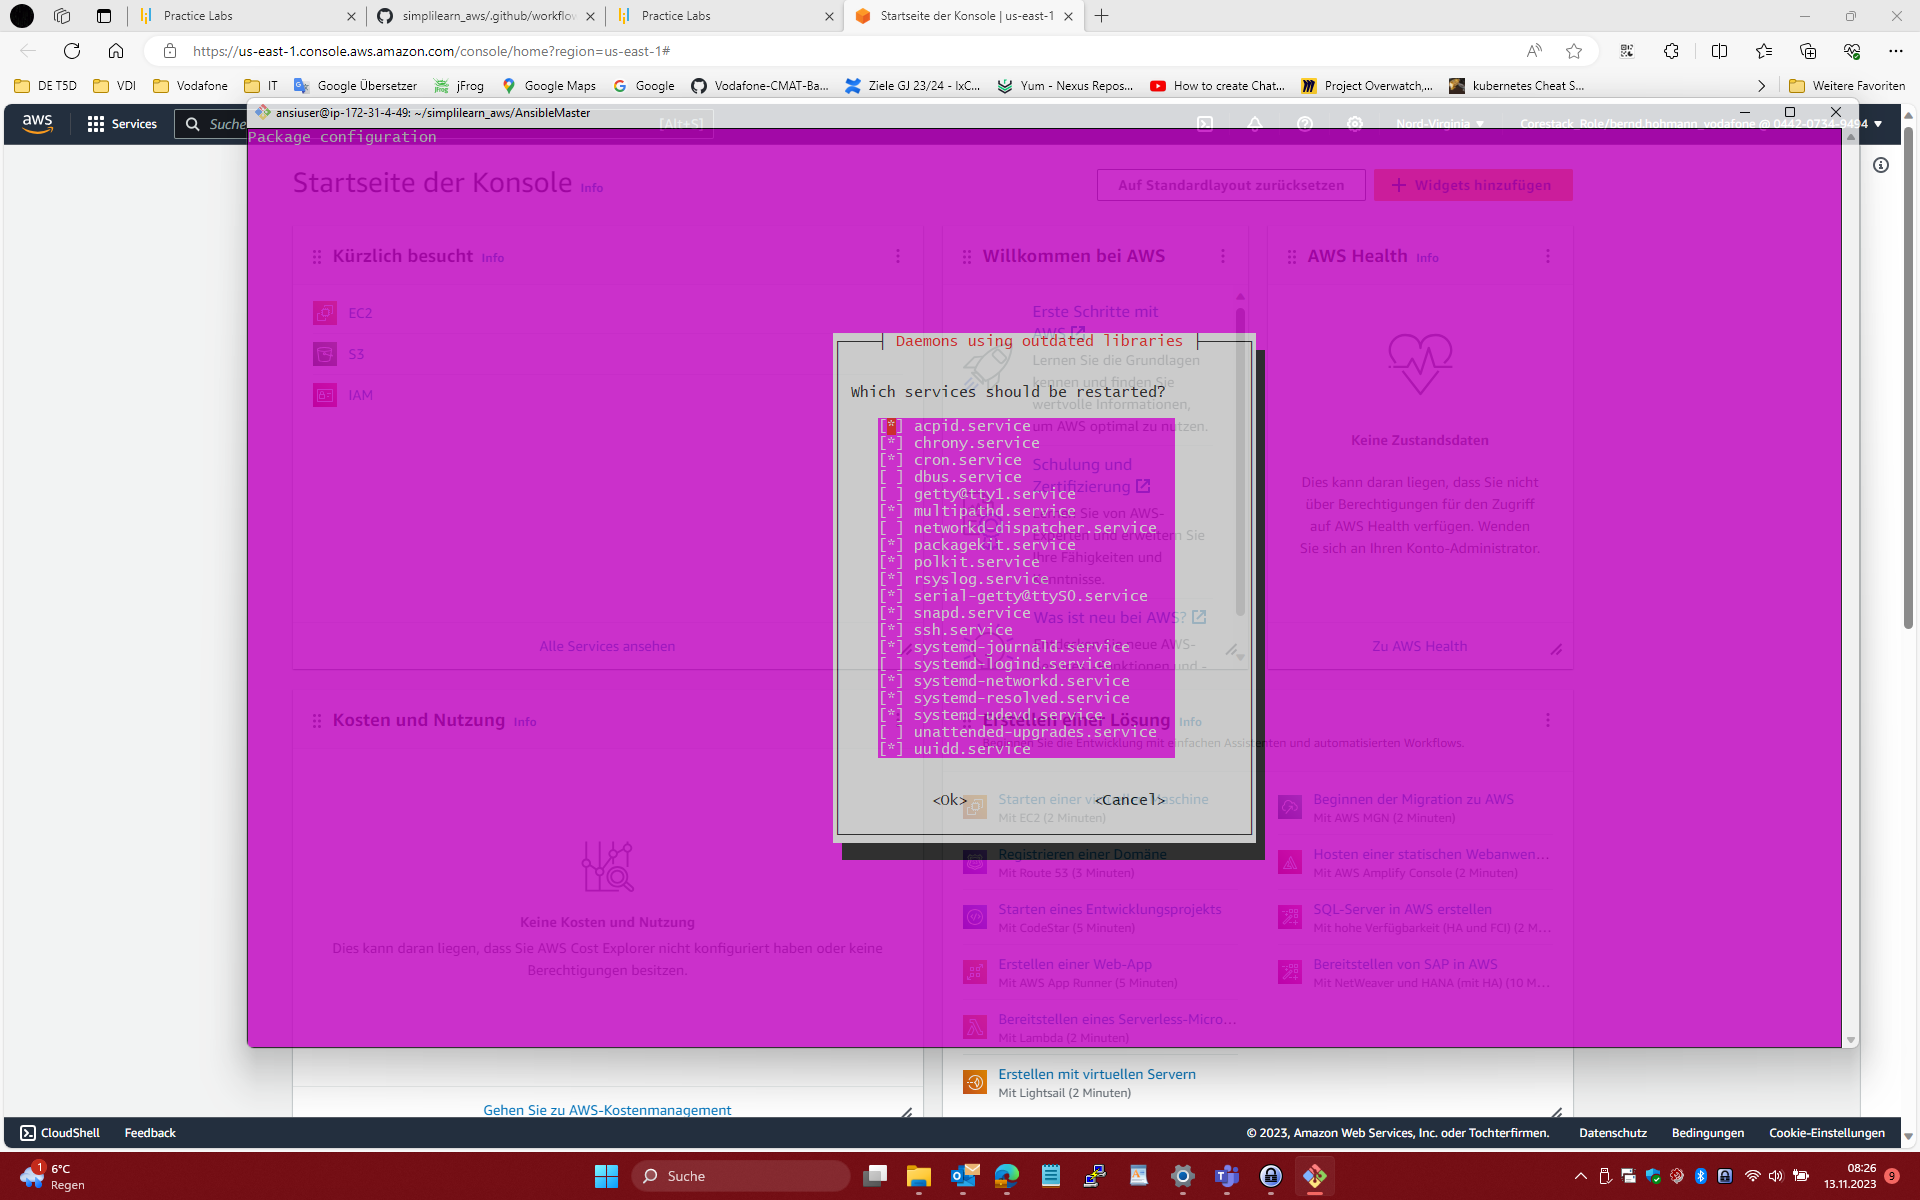 Practice Labs
simplilearn_aws/.github/workflow
Practice Labs
Startseite der Konsole | us-east-1
https://us-east-1.console.aws.amazon.com/console/home?region=us-east-1#
DE T5D
VDI
Vodafone
IT
Google Übersetzer
jFrog
Google Maps
Google
Vodafone-CMAT-Ba...
Ziele GJ 23/24 - IxC...
Yum - Nexus Repos...
How to create Chat...
Project Overwatch,...
kubernetes Cheat S...
Weitere Favoriten
aws
Services
Suche
[Alt+S]
Nord-Virginia
Corestack_Role/bernd.hohmann_vodafone @ 0442-0734-9494
ansiuser@ip-172-31-4-49: ~/simplilearn_aws/AnsibleMaster
Package configuration
Startseite der Konsole Info
Auf Standardlayout zurücksetzen
Widgets hinzufügen
Kürzlich besucht Info
EC2
S3
IAM
Alle Services ansehen
Willkommen bei AWS
Erste Schritte mit
AWS
Lernen Sie die Grundlagen
kennen und finden Sie
wertvolle Informationen,
um AWS optimal zu nutzen.
Schulung und
Zertifizierung
Sie von AWS-
Experten und erweitern Sie
Ihre Fähigkeiten und
Kenntnisse.
Was ist neu bei AWS?
Entdecken Sie neue AWS-
Funktionen und -
AWS Health Info
Keine Zustandsdaten
Dies kann daran liegen, dass Sie nicht
über Berechtigungen für den Zugriff
auf AWS Health verfügen. Wenden
Sie sich an Ihren Konto-Administrator.
Zu AWS Health
Daemons using outdated libraries
Which services should be restarted?
[*] acpid.service
[*] chrony.service
[*] cron.service
[ ] dbus.service
[ ] getty@tty1.service
[*] multipathd.service
[ ] networkd-dispatcher.service
[*] packagekit.service
[*] polkit.service
[*] rsyslog.service
[*] serial-getty@ttyS0.service
[*] snapd.service
[*] ssh.service
[*] systemd-journald.service
[ ] systemd-logind.service
[*] systemd-networkd.service
[*] systemd-resolved.service
[*] systemd-udevd.service
[ ] unattended-upgrades.service
[*] uuidd.service
<Ok>
<Cancel>
Kosten und Nutzung Info
Keine Kosten und Nutzung
Dies kann daran liegen, dass Sie AWS Cost Explorer nicht konfiguriert haben oder keine
Berechtigungen besitzen.
Gehen Sie zu AWS-Kostenmanagement
Erstellen einer Lösung Info
Beginnen Sie die Entwicklung mit einfachen Assistenten und automatisierten Workflows.
Starten einer virtuellen Maschine
Mit EC2 (2 Minuten)
Beginnen der Migration zu AWS
Mit AWS MGN (2 Minuten)
Registrieren einer Domäne
Mit Route 53 (3 Minuten)
Hosten einer statischen Webanwen...
Mit AWS Amplify Console (2 Minuten)
Starten eines Entwicklungsprojekts
Mit CodeStar (5 Minuten)
SQL-Server in AWS erstellen
Mit hohe Verfügbarkeit (HA und FCI) (2 M...
Erstellen einer Web-App
Mit AWS App Runner (5 Minuten)
Bereitstellen von SAP in AWS
Mit NetWeaver und HANA (mit HA) (10 M...
Bereitstellen eines Serverless-Micro...
Mit Lambda (2 Minuten)
Erstellen mit virtuellen Servern
Mit Lightsail (2 Minuten)
CloudShell
Feedback
© 2023, Amazon Web Services, Inc. oder Tochterfirmen.
Datenschutz
Bedingungen
Cookie-Einstellungen
1
6°C
Regen
Suche
08:26
13.11.2023
9